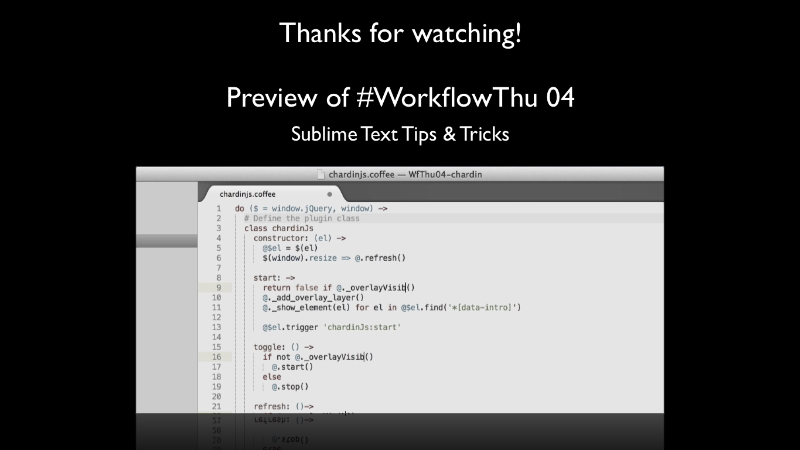 Thanks for watching!
Preview of #WorkflowThu 04
Sublime Text Tips & Tricks
chardinjs.coffee — WfThu04-chardin
chardinjs.coffee
1 do ($ = window.jQuery, window) ->
2 # Define the plugin class
3 class chardinJs
4 constructor: (el) ->
5 @$el = $(el)
6 $(window).resize => @.refresh()
7
8 start: ->
9 return false if @._overlayVisib()
10 @._add_overlay_layer()
11 @._show_element(el) for el in @$el.find('*[data-intro]')
12
13 @$el.trigger 'chardinJs:start'
14
15 toggle: () ->
16 if not @._overlayVisib()
17 @.start()
18 else
19 @.stop()
20
21 refresh: ()->